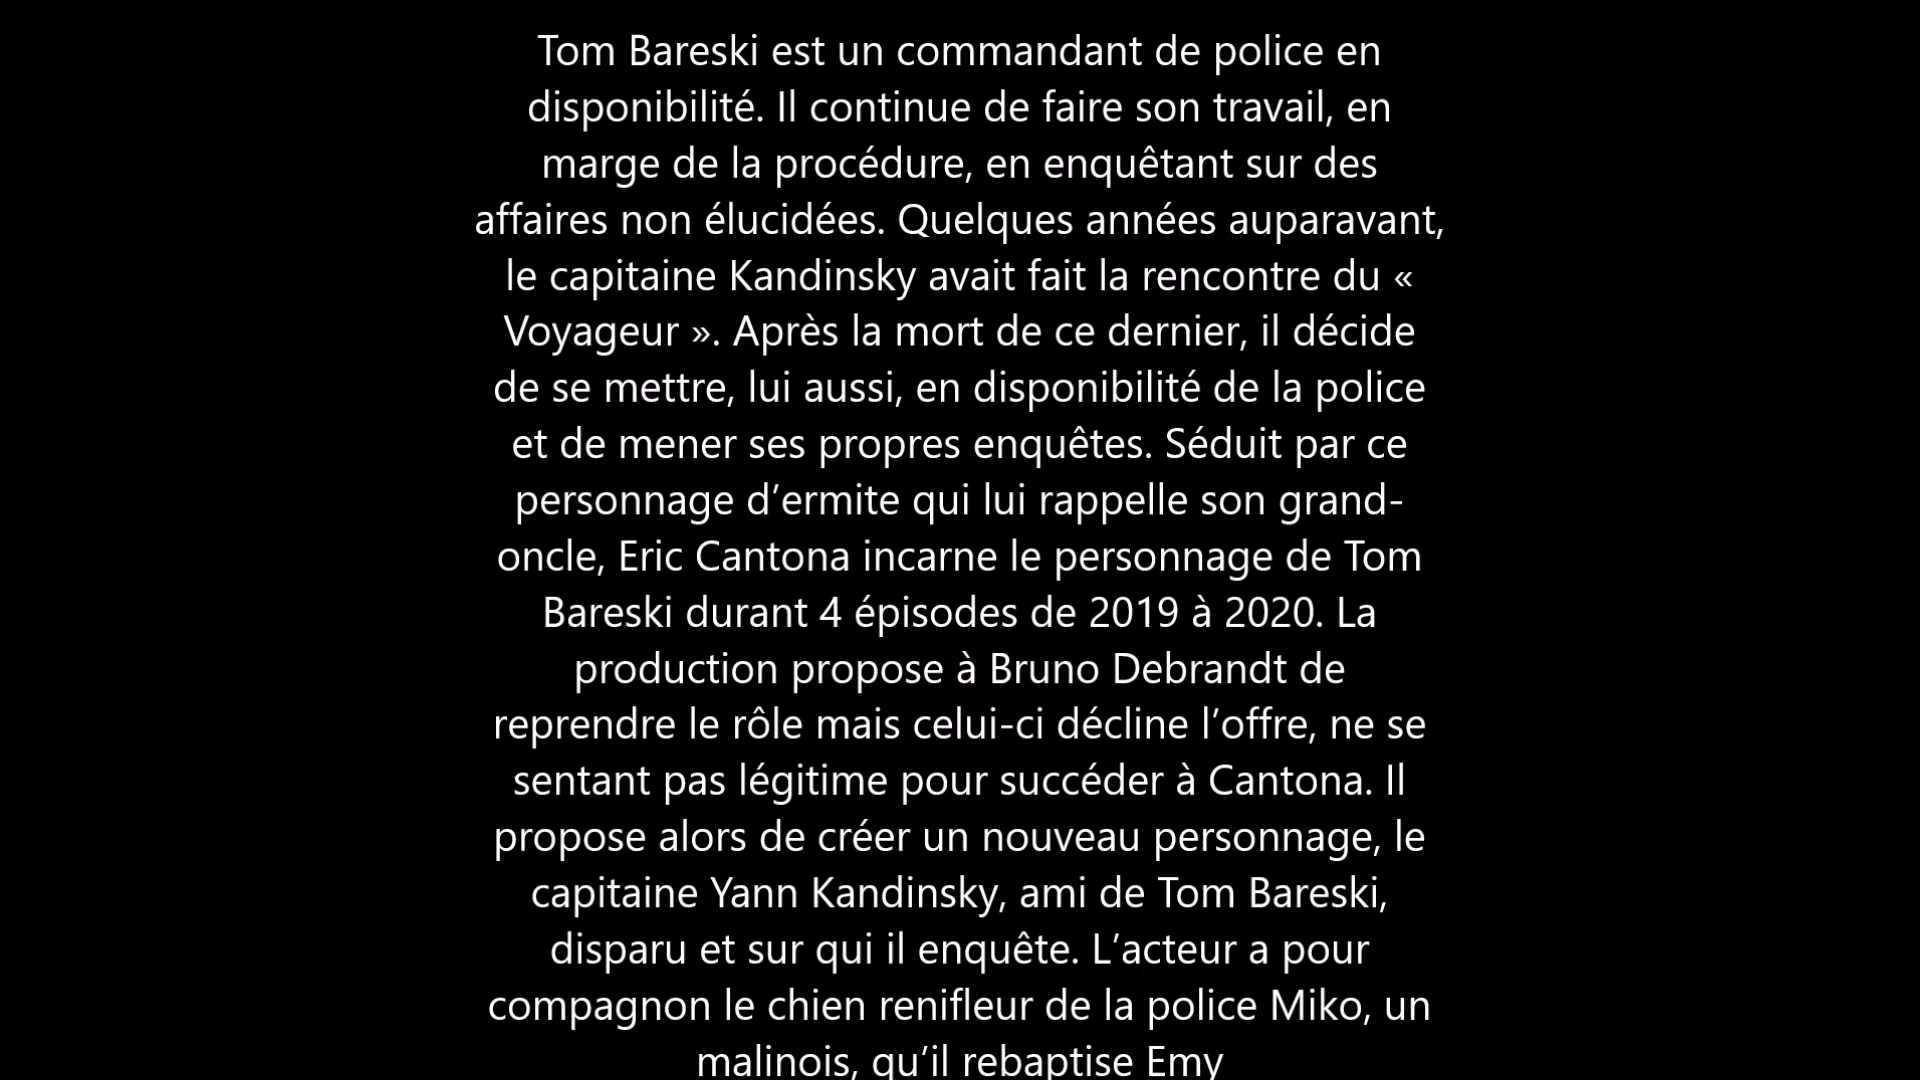 Tom Bareski est un commandant de police en
disponibilité. Il continue de faire son travail, en
marge de la procédure, en enquêtant sur des
affaires non élucidées. Quelques années auparavant,
le capitaine Kandinsky avait fait la rencontre du «
Voyageur ». Après la mort de ce dernier, il décide
de se mettre, lui aussi, en disponibilité de la police
et de mener ses propres enquêtes. Séduit par ce
personnage d’ermite qui lui rappelle son grand-
oncle, Eric Cantona incarne le personnage de Tom
Bareski durant 4 épisodes de 2019 à 2020. La
production propose à Bruno Debrandt de
reprendre le rôle mais celui-ci décline l’offre, ne se
sentant pas légitime pour succéder à Cantona. Il
propose alors de créer un nouveau personnage, le
capitaine Yann Kandinsky, ami de Tom Bareski,
disparu et sur qui il enquête. L’acteur a pour
compagnon le chien renifleur de la police Miko, un
malinois, qu’il rebaptise Emy